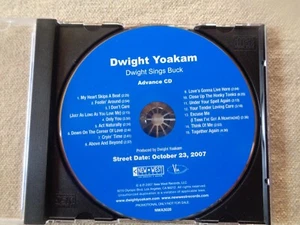 Dwight Yoakam
Dwight Sings Buck
Advance CD
1. My Heart Skips A Beat
2. Foolin' Around
3. I Don't Care
(Just As Long As You Love Me)
4. Only You
5. Act Naturally
6. Down On The Corner Of Love
7. Cryin' Time
8. Above And Beyond
9. Love's Gonna Live Here
10. Close Up The Honky Tonks
11. Under Your Spell Again
12. Your Tender Loving Care
13. Excuse Me
(I Think I've Got A Heartache)
14. Think Of Me
15. Together Again
Produced by Dwight Yoakam
Street Date: October 23, 2007
NEW WEST
RECORDS
www.dwightyoakam.com
www.newwestrecords.com